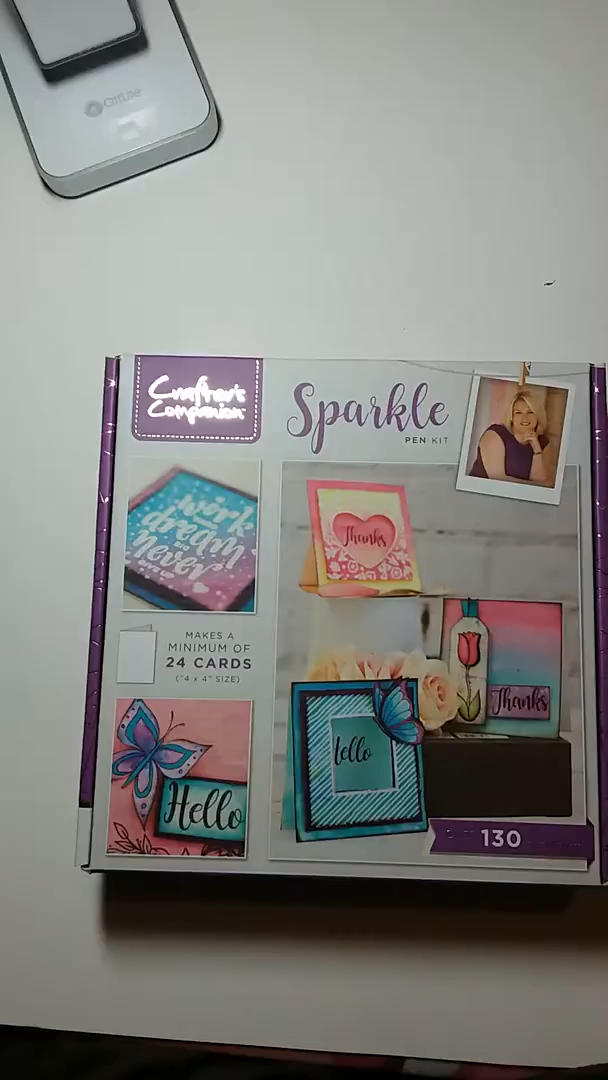 OttLite
Crafter's
Companion
Sparkle
PEN KIT
work
dream
never
Thanks
MAKES A
MINIMUM OF
24 CARDS
("4 x 4" SIZE)
Thanks
Hello
Hello
130